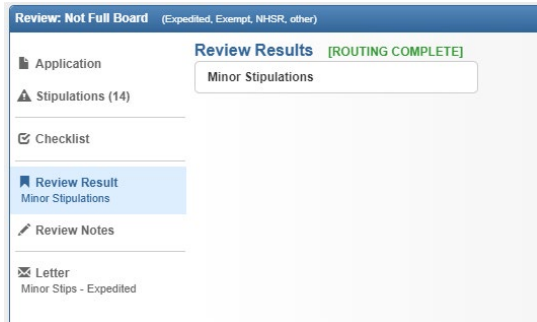 Review: Not Full Board (Expedited, Exempt, NHSR, other)
Application
Stipulations (14)
Checklist
Review Result
Minor Stipulations
Review Notes
Letter
Minor Stips - Expedited
Review Results [ROUTING COMPLETE]
Minor Stipulations